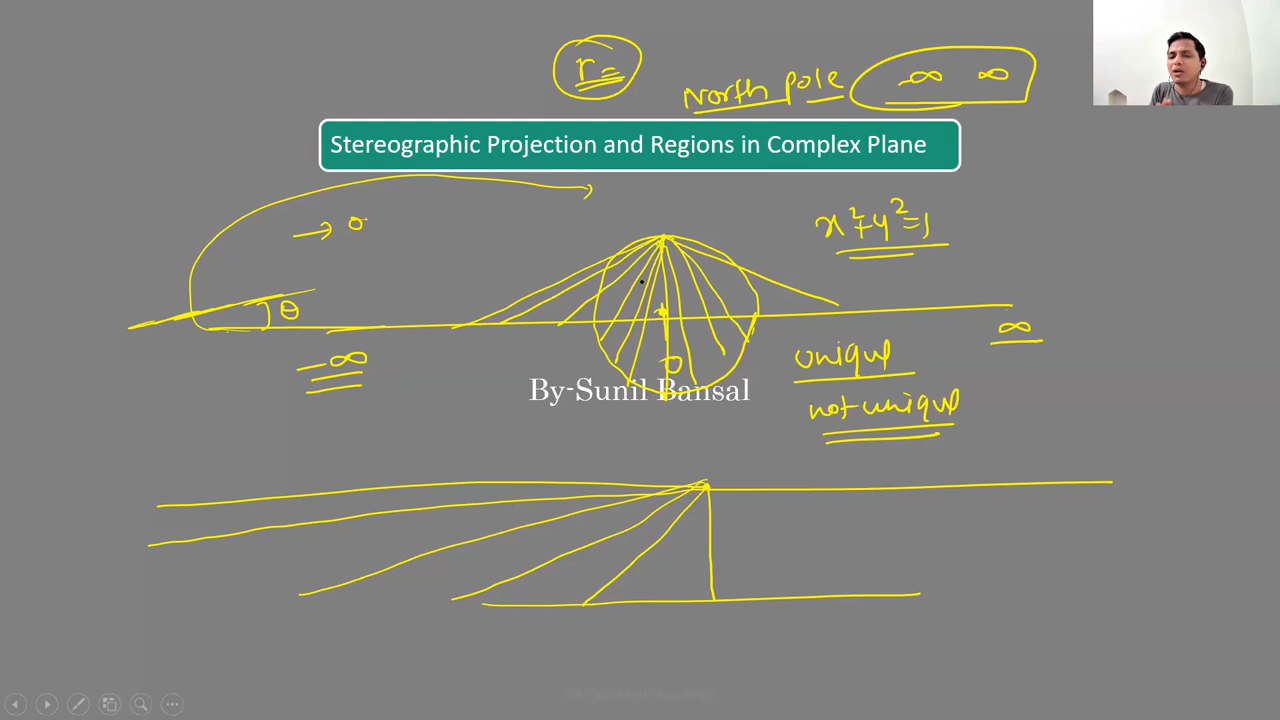 r=
North pole
-∞ ∞
Stereographic Projection and Regions in Complex Plane
→ 0
x²+y²=1
θ
∞
-∞
unique
0
By-Sunil Bansal
not unique